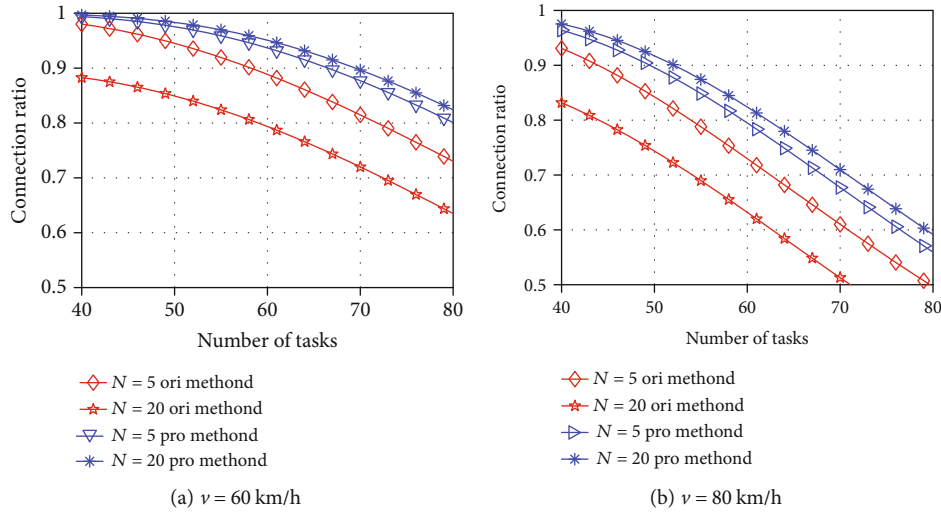 1
0.9
0.8
0.7
0.6
0.5
Connection ratio
40
50
60
70
80
Number of tasks
N = 5 ori methond
N = 20 ori methond
N = 5 pro methond
N = 20 pro methond
(a) v = 60 km/h
1
0.9
0.8
0.7
0.6
0.5
Connection ratio
40
50
60
70
80
Number of tasks
N = 5 ori methond
N = 20 ori methond
N = 5 pro methond
N = 20 pro methond
(b) v = 80 km/h